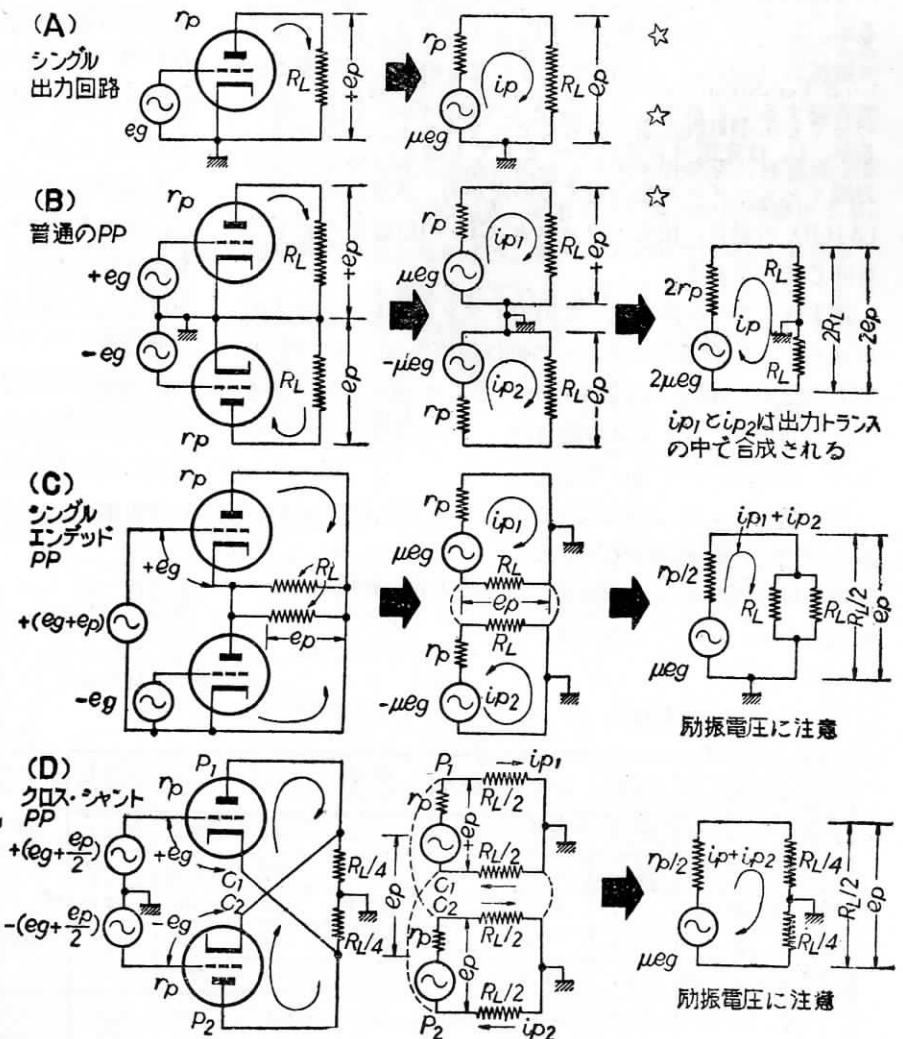 (A)
シングル
出力回路
rp
eg
RL
+ep
rp
ip
RL
ep
μeg
☆
☆
☆
(B)
普通のPP
rp
+eg
-eg
rp
RL
RL
+ep
ep
rp
μeg
ip1
RL
+ep
-μeg
rp
ip2
RL
-ep
2rp
2μeg
ip
RL
RL
2RL
2ep
ip1とip2は出力トランス
の中で合成される
(C)
シングル
エンデッド
PP
rp
+eg
+(eg+ep)
-eg
RL
ep
rp
μeg
ip1
RL
ep
RL
rp
-μeg
ip2
ip1+ip2
rp/2
RL
RL
RL/2
ep
μeg
励振電圧に注意
(D)
クロス・シャント
PP
P1
rp
+(eg+ep/2)
+eg
C1
C2
-(eg+ep/2)
-eg
rp
P2
ep
RL/4
RL/4
P1
ip1
rp
RL/2
+ep
RL/2
C1
C2
rp
RL/2
ep
RL/2
P2
ip2
rp/2
ip+ip2
RL/4
RL/4
RL/2
ep
μeg
励振電圧に注意